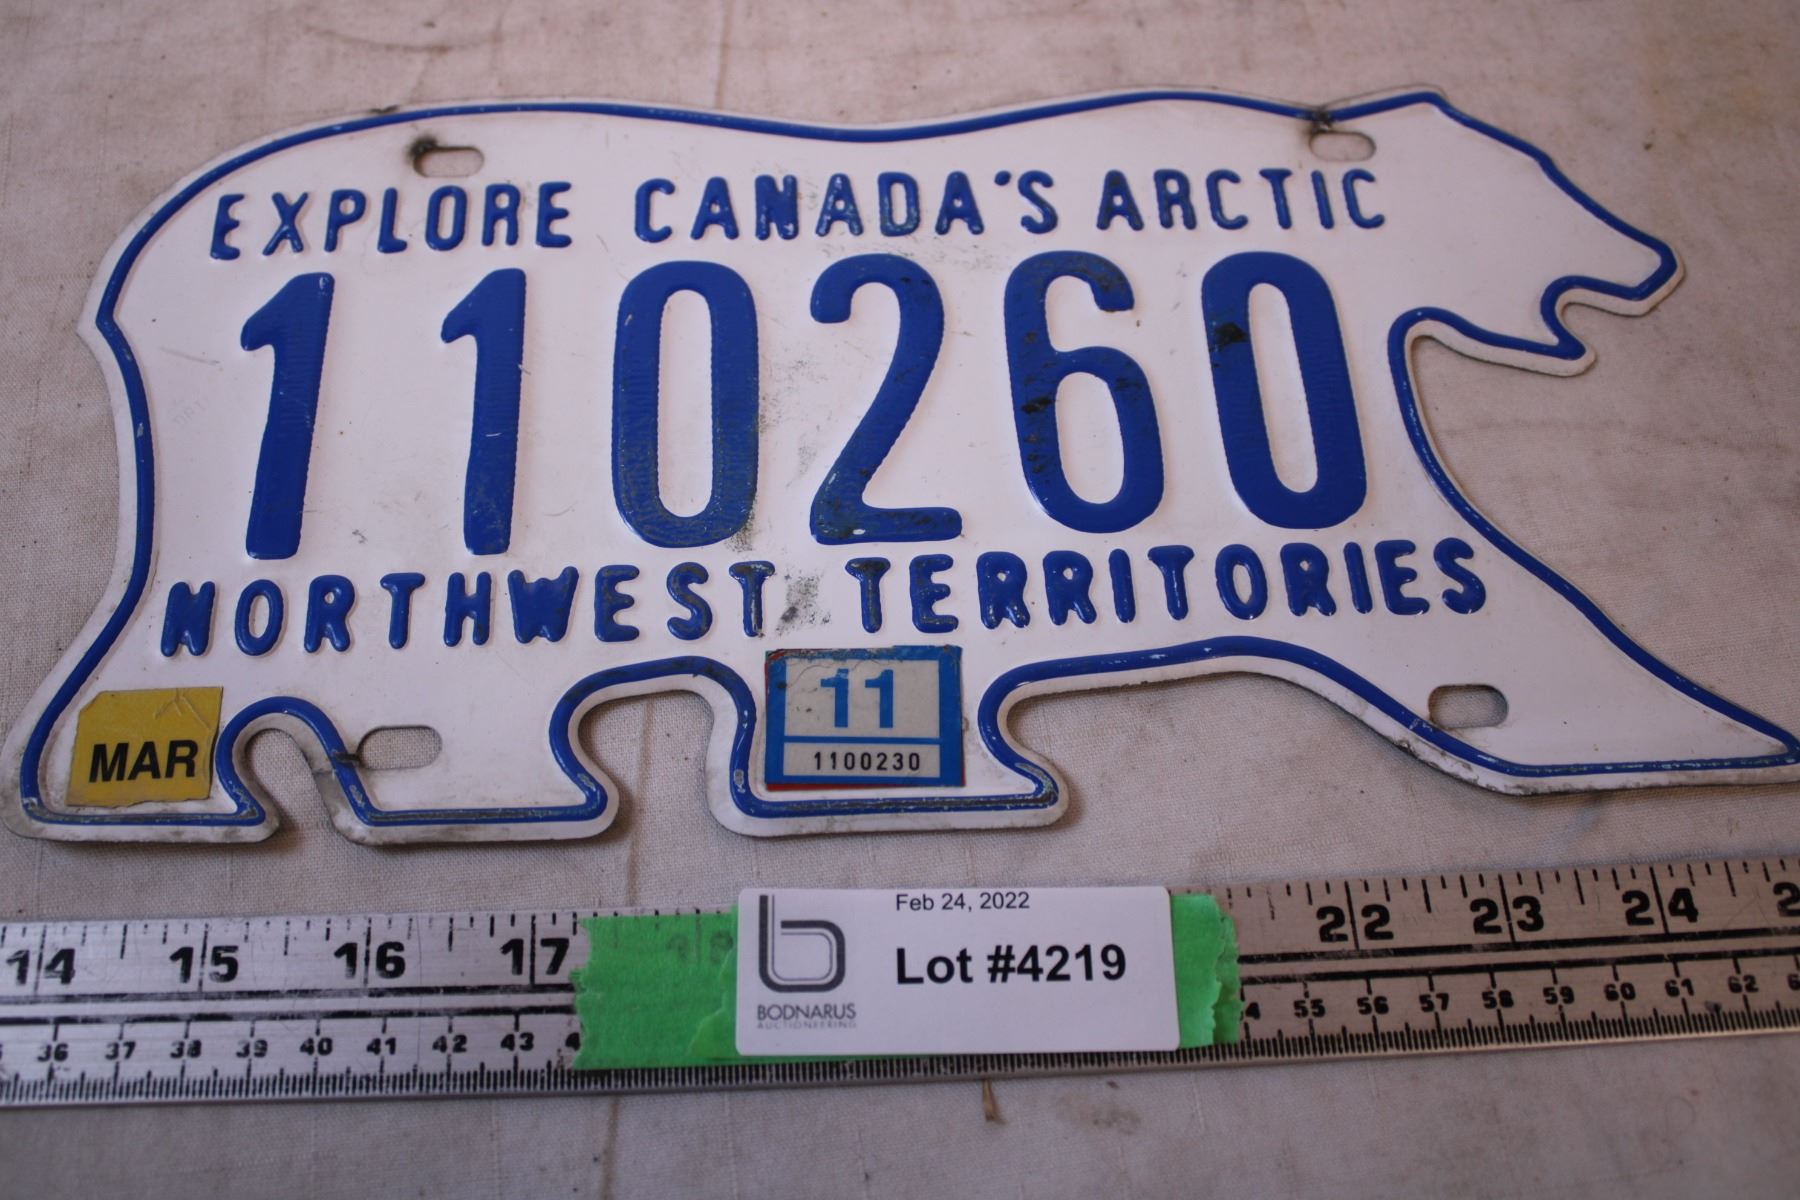 EXPLORE CANADA'S ARCTIC
110260
NORTHWEST TERRITORIES
MAR
11
1100230
Feb 24, 2022
Lot #4219
BODNARUS
AUCTIONEERING
14 15 16 17 18 22 23 24
36 37 38 39 40 41 42 43 55 56 57 58 59 60 61 62